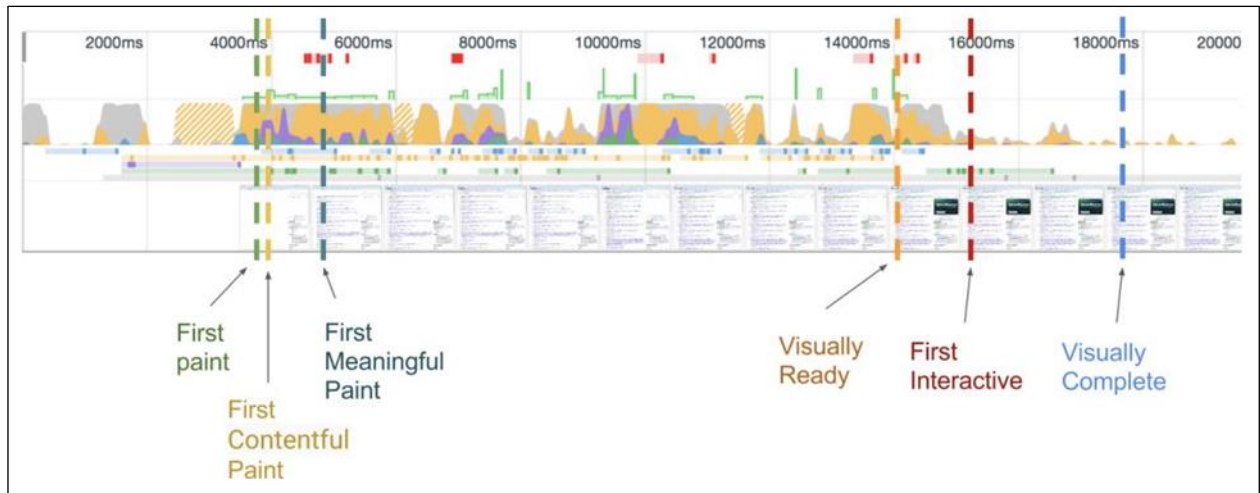 2000ms 4000ms 6000ms 8000ms 10000ms 12000ms 14000ms 16000ms 18000ms 20000
First
paint
First
Contentful
Paint
First
Meaningful
Paint
Visually
Ready
First
Interactive
Visually
Complete